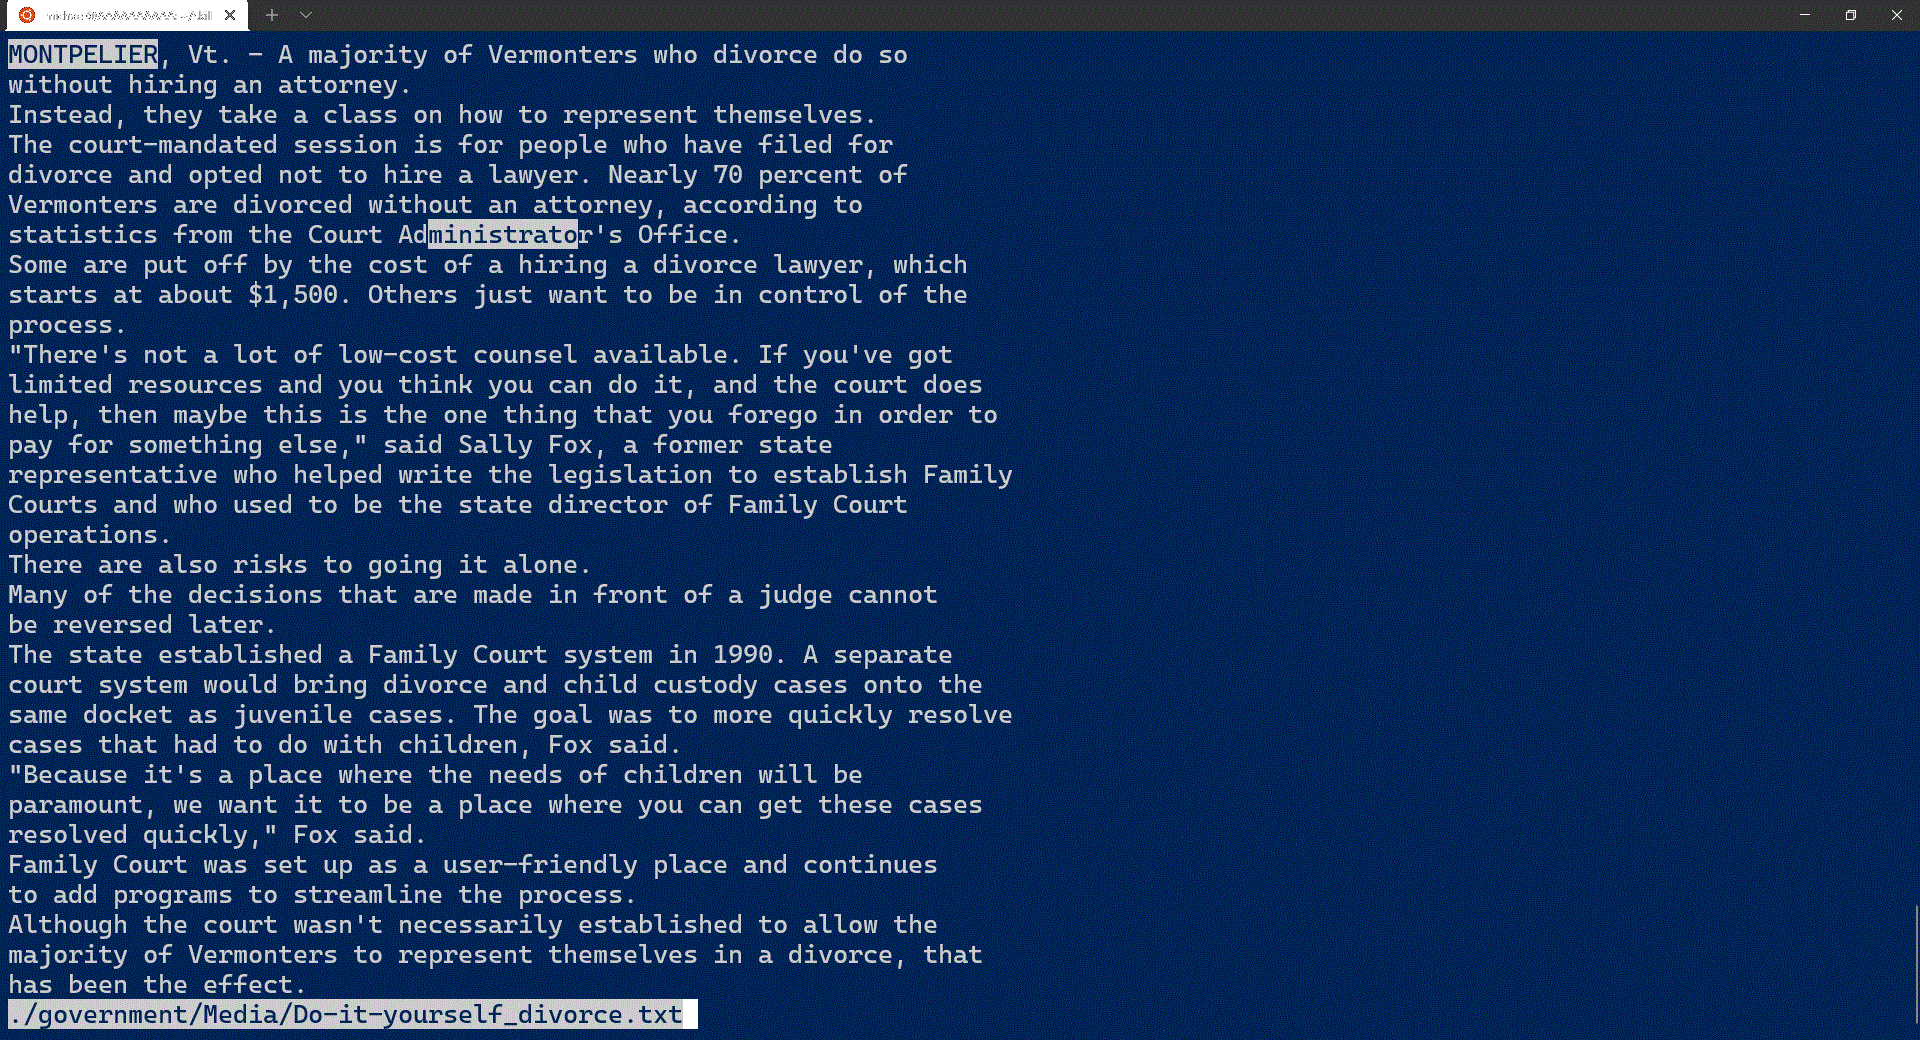 MONTPELIER, Vt. - A majority of Vermonters who divorce do so
without hiring an attorney.
Instead, they take a class on how to represent themselves.
The court-mandated session is for people who have filed for
divorce and opted not to hire a lawyer. Nearly 70 percent of
Vermonters are divorced without an attorney, according to
statistics from the Court Administrator's Office.
Some are put off by the cost of a hiring a divorce lawyer, which
starts at about $1,500. Others just want to be in control of the
process.
"There's not a lot of low-cost counsel available. If you've got
limited resources and you think you can do it, and the court does
help, then maybe this is the one thing that you forego in order to
pay for something else," said Sally Fox, a former state
representative who helped write the legislation to establish Family
Courts and who used to be the state director of Family Court
operations.
There are also risks to going it alone.
Many of the decisions that are made in front of a judge cannot
be reversed later.
The state established a Family Court system in 1990. A separate
court system would bring divorce and child custody cases onto the
same docket as juvenile cases. The goal was to more quickly resolve
cases that had to do with children, Fox said.
"Because it's a place where the needs of children will be
paramount, we want it to be a place where you can get these cases
resolved quickly," Fox said.
Family Court was set up as a user-friendly place and continues
to add programs to streamline the process.
Although the court wasn't necessarily established to allow the
majority of Vermonters to represent themselves in a divorce, that
has been the effect.
./government/Media/Do-it-yourself_divorce.txt